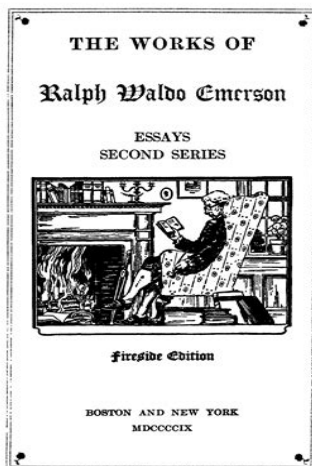 THE WORKS OF
Ralph Waldo Emerson
ESSAYS
SECOND SERIES
Fireside Edition
BOSTON AND NEW YORK
MDCCCCIX